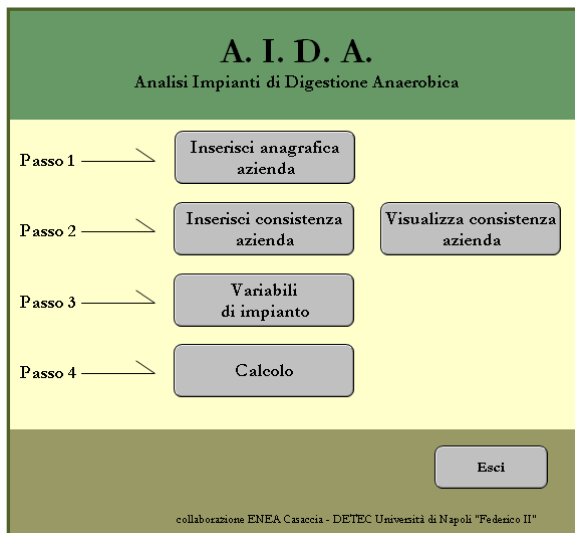 A. I. D. A.
Analisi Impianti di Digestione Anaerobica
Passo 1
Inserisci anagrafica
azienda
Passo 2
Inserisci consistenza
azienda
Visualizza consistenza
azienda
Passo 3
Variabili
di impianto
Passo 4
Calcolo
Esci
collaborazione ENEA Casaccia - DETEC Università di Napoli "Federico II"